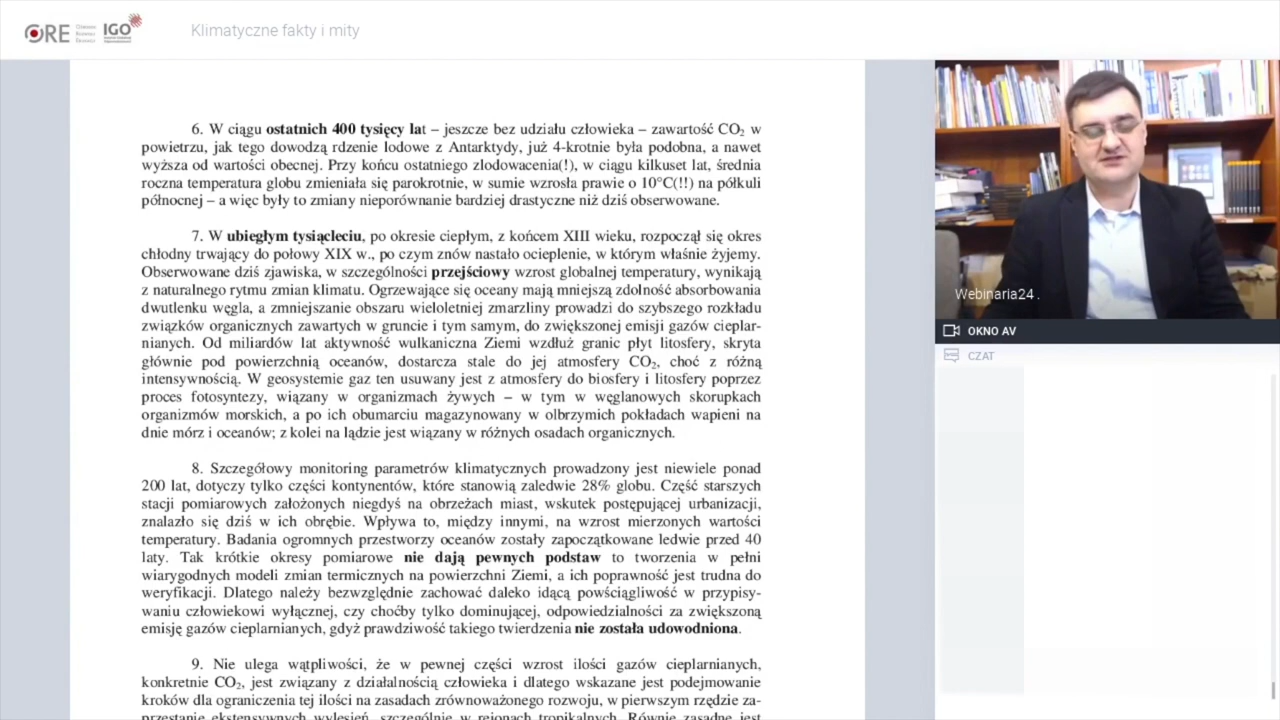 ORE
Ośrodek
Rozwoju
Edukacji
IGO
Klimatyczne fakty i mity
6. W ciągu ostatnich 400 tysięcy lat – jeszcze bez udziału człowieka – zawartość CO₂ w
powietrzu, jak tego dowodzą rdzenie lodowe z Antarktydy, już 4-krotnie była podobna, a nawet
wyższa od wartości obecnej. Przy końcu ostatniego zlodowacenia(!), w ciągu kilkuset lat, średnia
roczna temperatura globu zmieniała się parokrotnie, w sumie wzrosła prawie o 10°C(!!) na półkuli
północnej – a więc były to zmiany nieporównanie bardziej drastyczne niż dziś obserwowane.
7. W ubiegłym tysiącleciu, po okresie ciepłym, z końcem XIII wieku, rozpoczął się okres
chłodny trwający do połowy XIX w., po czym znów nastało ocieplenie, w którym właśnie żyjemy.
Obserwowane dziś zjawiska, w szczególności przejściowy wzrost globalnej temperatury, wynikają
z naturalnego rytmu zmian klimatu. Ogrzewające się oceany mają mniejszą zdolność absorbowania
dwutlenku węgla, a zmniejszanie obszaru wieloletniej zmarzliny prowadzi do szybszego rozkładu
związków organicznych zawartych w gruncie i tym samym, do zwiększonej emisji gazów cieplar-
nianych. Od miliardów lat aktywność wulkaniczna Ziemi wzdłuż granic płyt litosfery, skryta
głównie pod powierzchnią oceanów, dostarcza stale do jej atmosfery CO₂, choć z różną
intensywnością. W geosystemie gaz ten usuwany jest z atmosfery do biosfery i litosfery poprzez
proces fotosyntezy, wiązany w organizmach żywych – w tym w węglanowych skorupkach
organizmów morskich, a po ich obumarciu magazynowany w olbrzymich pokładach wapieni na
dnie mórz i oceanów; z kolei na lądzie jest wiązany w różnych osadach organicznych.
8. Szczegółowy monitoring parametrów klimatycznych prowadzony jest niewiele ponad
200 lat, dotyczy tylko części kontynentów, które stanowią zaledwie 28% globu. Część starszych
stacji pomiarowych założonych niegdyś na obrzeżach miast, wskutek postępującej urbanizacji,
znalazło się dziś w ich obrębie. Wpływa to, między innymi, na wzrost mierzonych wartości
temperatury. Badania ogromnych przestworzy oceanów zostały zapoczątkowane ledwie przed 40
laty. Tak krótkie okresy pomiarowe nie dają pewnych podstaw to tworzenia w pełni
wiarygodnych modeli zmian termicznych na powierzchni Ziemi, a ich poprawność jest trudna do
weryfikacji. Dlatego należy bezwzględnie zachować daleko idącą powściągliwość w przypisy-
waniu człowiekowi wyłącznej, czy choćby tylko dominującej, odpowiedzialności za zwiększoną
emisję gazów cieplarnianych, gdyż prawdziwość takiego twierdzenia nie została udowodniona.
9. Nie ulega wątpliwości, że w pewnej części wzrost ilości gazów cieplarnianych,
konkretnie CO₂, jest związany z działalnością człowieka i dlatego wskazane jest podejmowanie
kroków dla ograniczenia tej ilości na zasadach zrównoważonego rozwoju, w pierwszym rzędzie za-
przestanie ekstensywnych wylesień, szczególnie w rejonach tropikalnych. Równie zasadne jest
Webinaria24 .
OKNO AV
CZAT